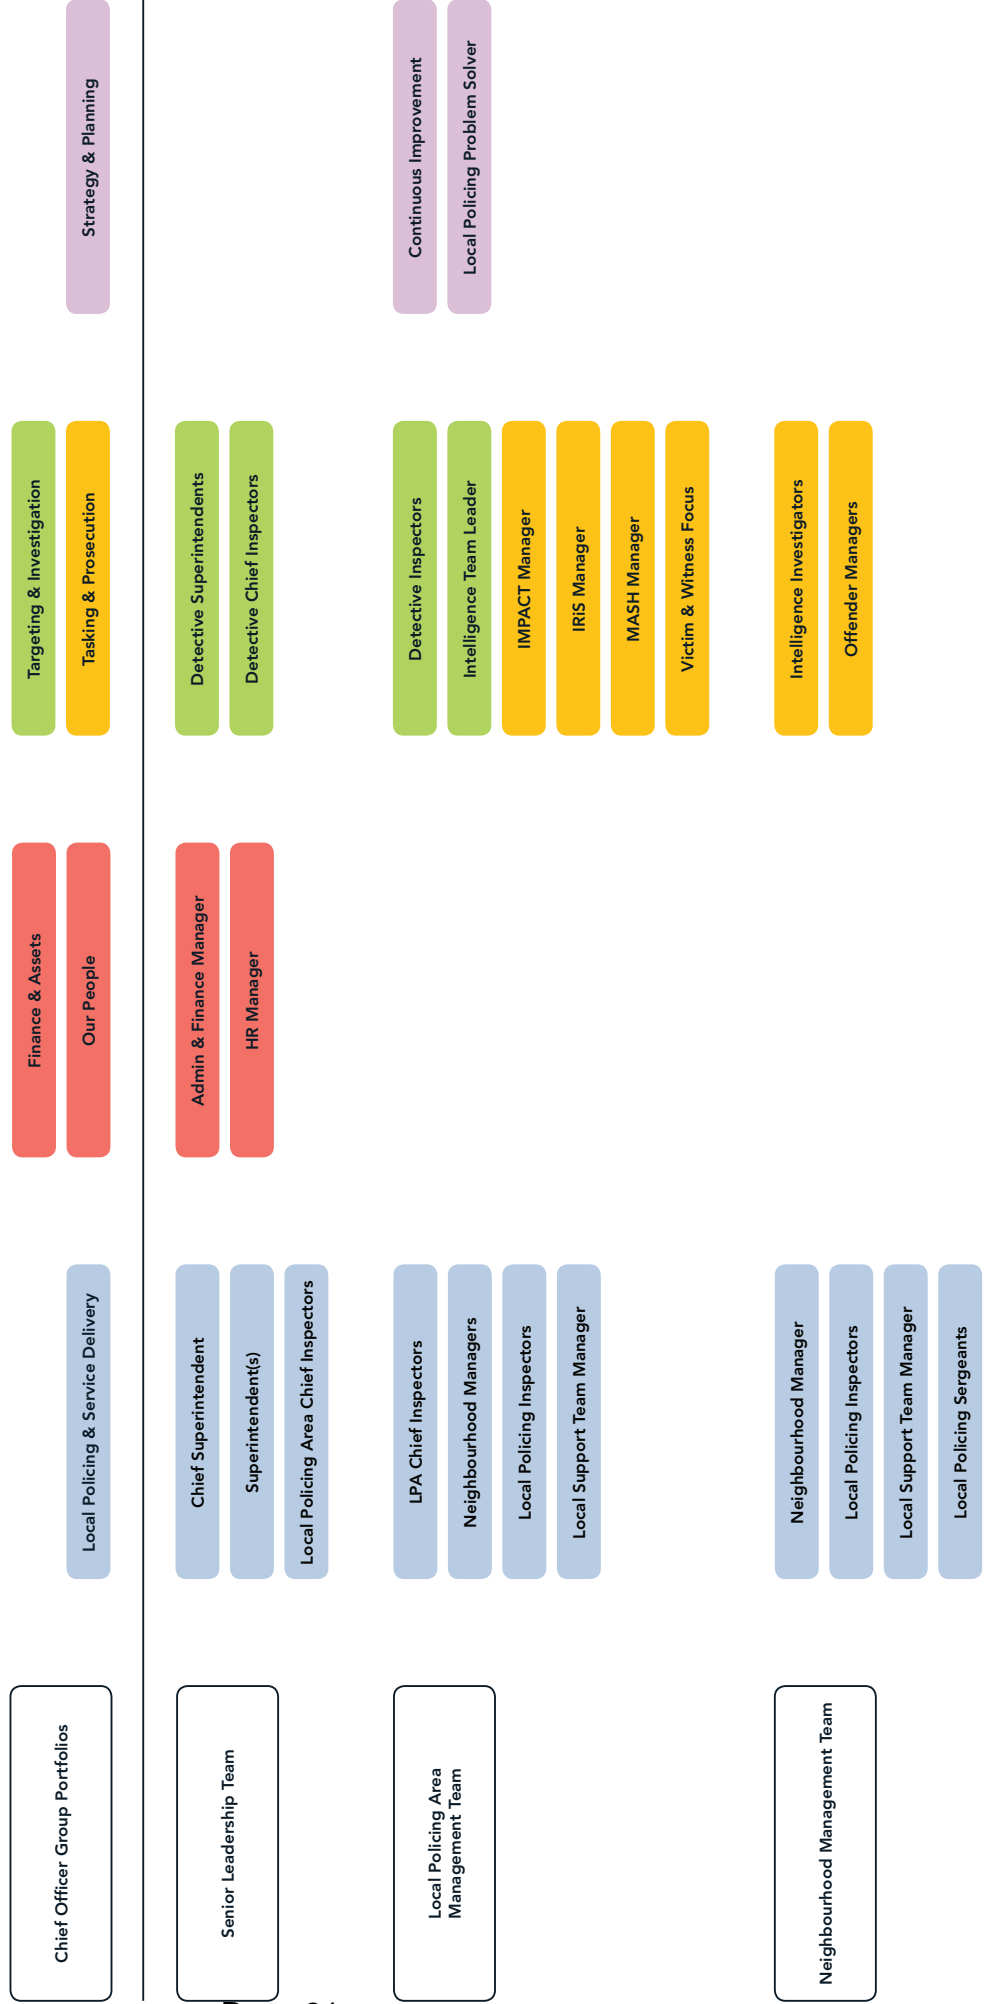 Chief Officer Group Portfolios
Local Policing & Service Delivery
Finance & Assets
Our People
Targeting & Investigation
Tasking & Prosecution
Strategy & Planning
Senior Leadership Team
Chief Superintendent
Superintendent(s)
Local Policing Area Chief Inspectors
Admin & Finance Manager
HR Manager
Detective Superintendents
Detective Chief Inspectors
Local Policing Area
Management Team
LPA Chief Inspectors
Neighbourhood Managers
Local Policing Inspectors
Local Support Team Manager
Detective Inspectors
Intelligence Team Leader
IMPACT Manager
IRiS Manager
MASH Manager
Victim & Witness Focus
Continuous Improvement
Local Policing Problem Solver
Neighbourhood Management Team
Neighbourhood Manager
Local Policing Inspectors
Local Support Team Manager
Local Policing Sergeants
Intelligence Investigators
Offender Managers